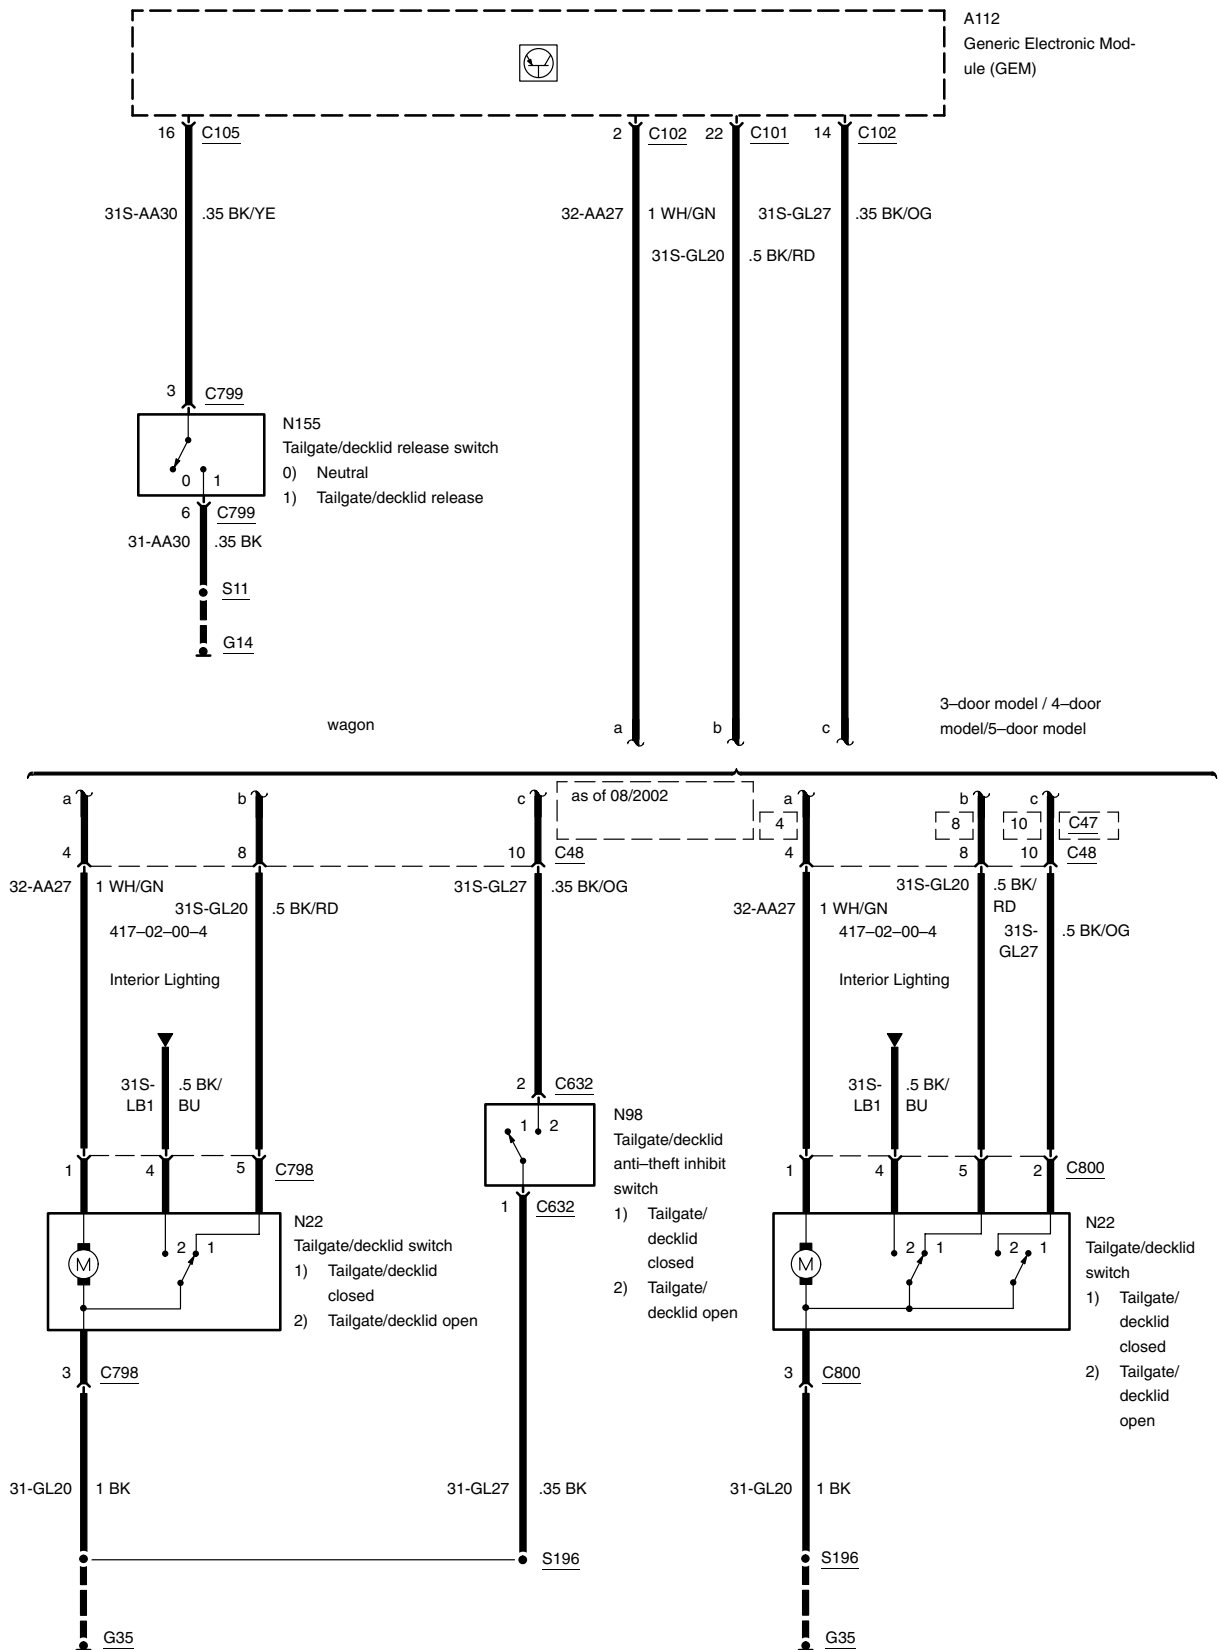 A112
Generic Electronic Mod-
ule (GEM)
16 C105
2 C102
22 C101
14 C102
31S-AA30 .35 BK/YE
32-AA27 1 WH/GN
31S-GL27 .35 BK/OG
31S-GL20 .5 BK/RD
3 C799
N155
Tailgate/decklid release switch
0) Neutral
1) Tailgate/decklid release
0 1
6 C799
31-AA30 .35 BK
S11
G14
wagon
3–door model / 4–door
model/5–door model
a
b
c
a
b
c
as of 08/2002
a
b
c
4
8
10
C47
4
8
10 C48
4
8
10 C48
32-AA27 1 WH/GN
31S-GL20 .5 BK/RD
417–02–00–4
Interior Lighting
31S-GL27 .35 BK/OG
31S-GL20 .5 BK/
RD
32-AA27 1 WH/GN
417–02–00–4
31S-
GL27
.5 BK/OG
Interior Lighting
31S-
LB1
.5 BK/
BU
2 C632
31S-
LB1
.5 BK/
BU
1 2
N98
Tailgate/decklid
anti–theft inhibit
switch
1) Tailgate/
decklid
closed
2) Tailgate/
decklid open
1 C632
1
4
5 C798
1
4
5
2 C800
M
2 1
N22
Tailgate/decklid switch
1) Tailgate/decklid
closed
2) Tailgate/decklid open
M
2 1
2 1
N22
Tailgate/decklid
switch
1) Tailgate/
decklid
closed
2) Tailgate/
decklid
open
3 C798
3 C800
31-GL20 1 BK
31-GL27 .35 BK
31-GL20 1 BK
S196
S196
G35
G35